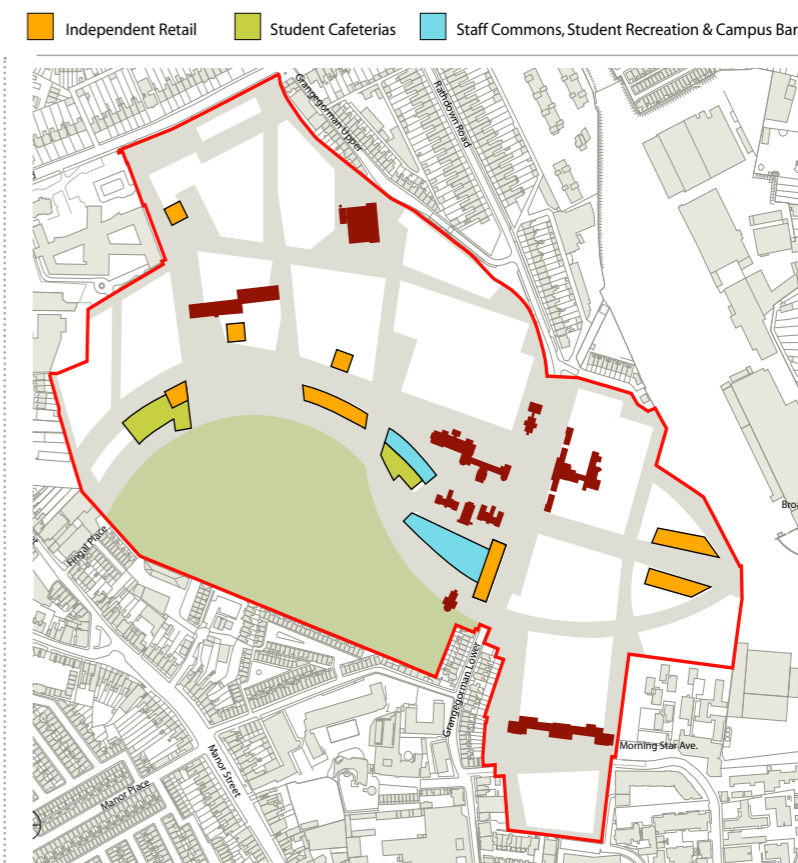 Independent Retail
Student Cafeterias
Staff Commons, Student Recreation & Campus Bar
Grangegorman Upper
Rathdown Road
Broa
Fingal Place
Grangegorman Lower
Morning Star Ave.
Manor Street
Manor Place